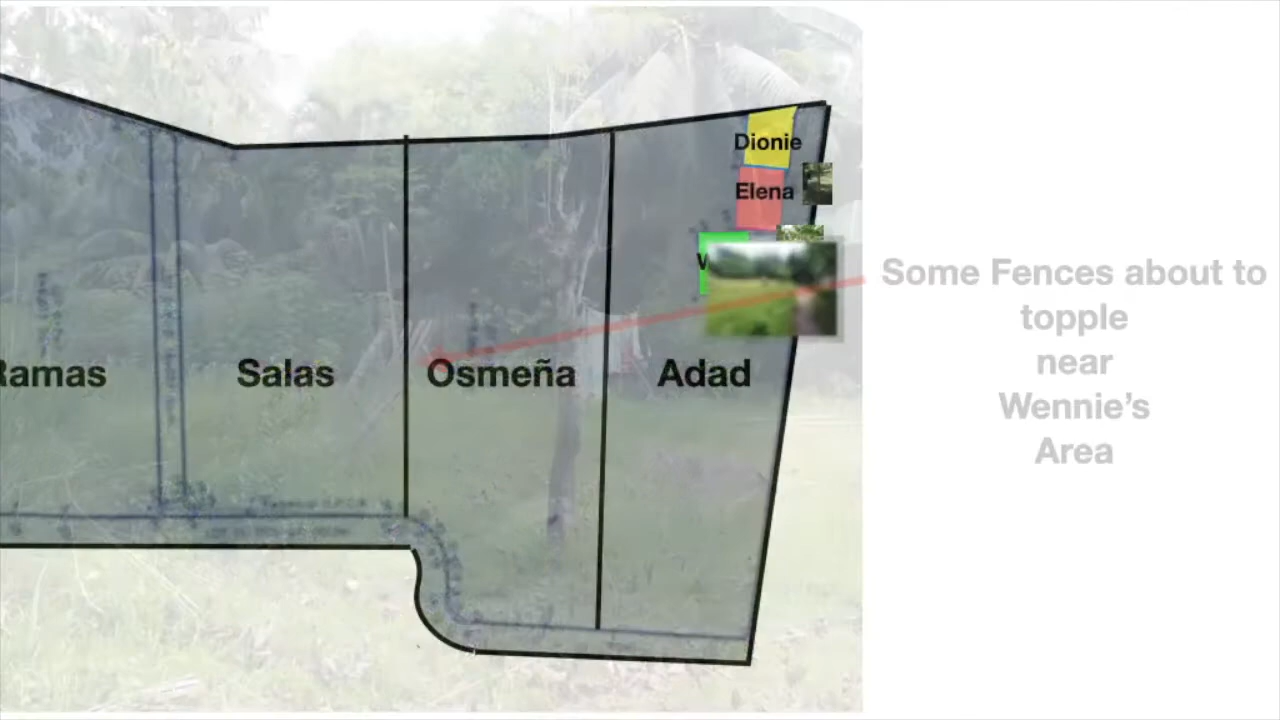 Dionie
Elena
W
Ramas
Salas
Osmeña
Adad
Some Fences about to
topple
near
Wennie’s
Area